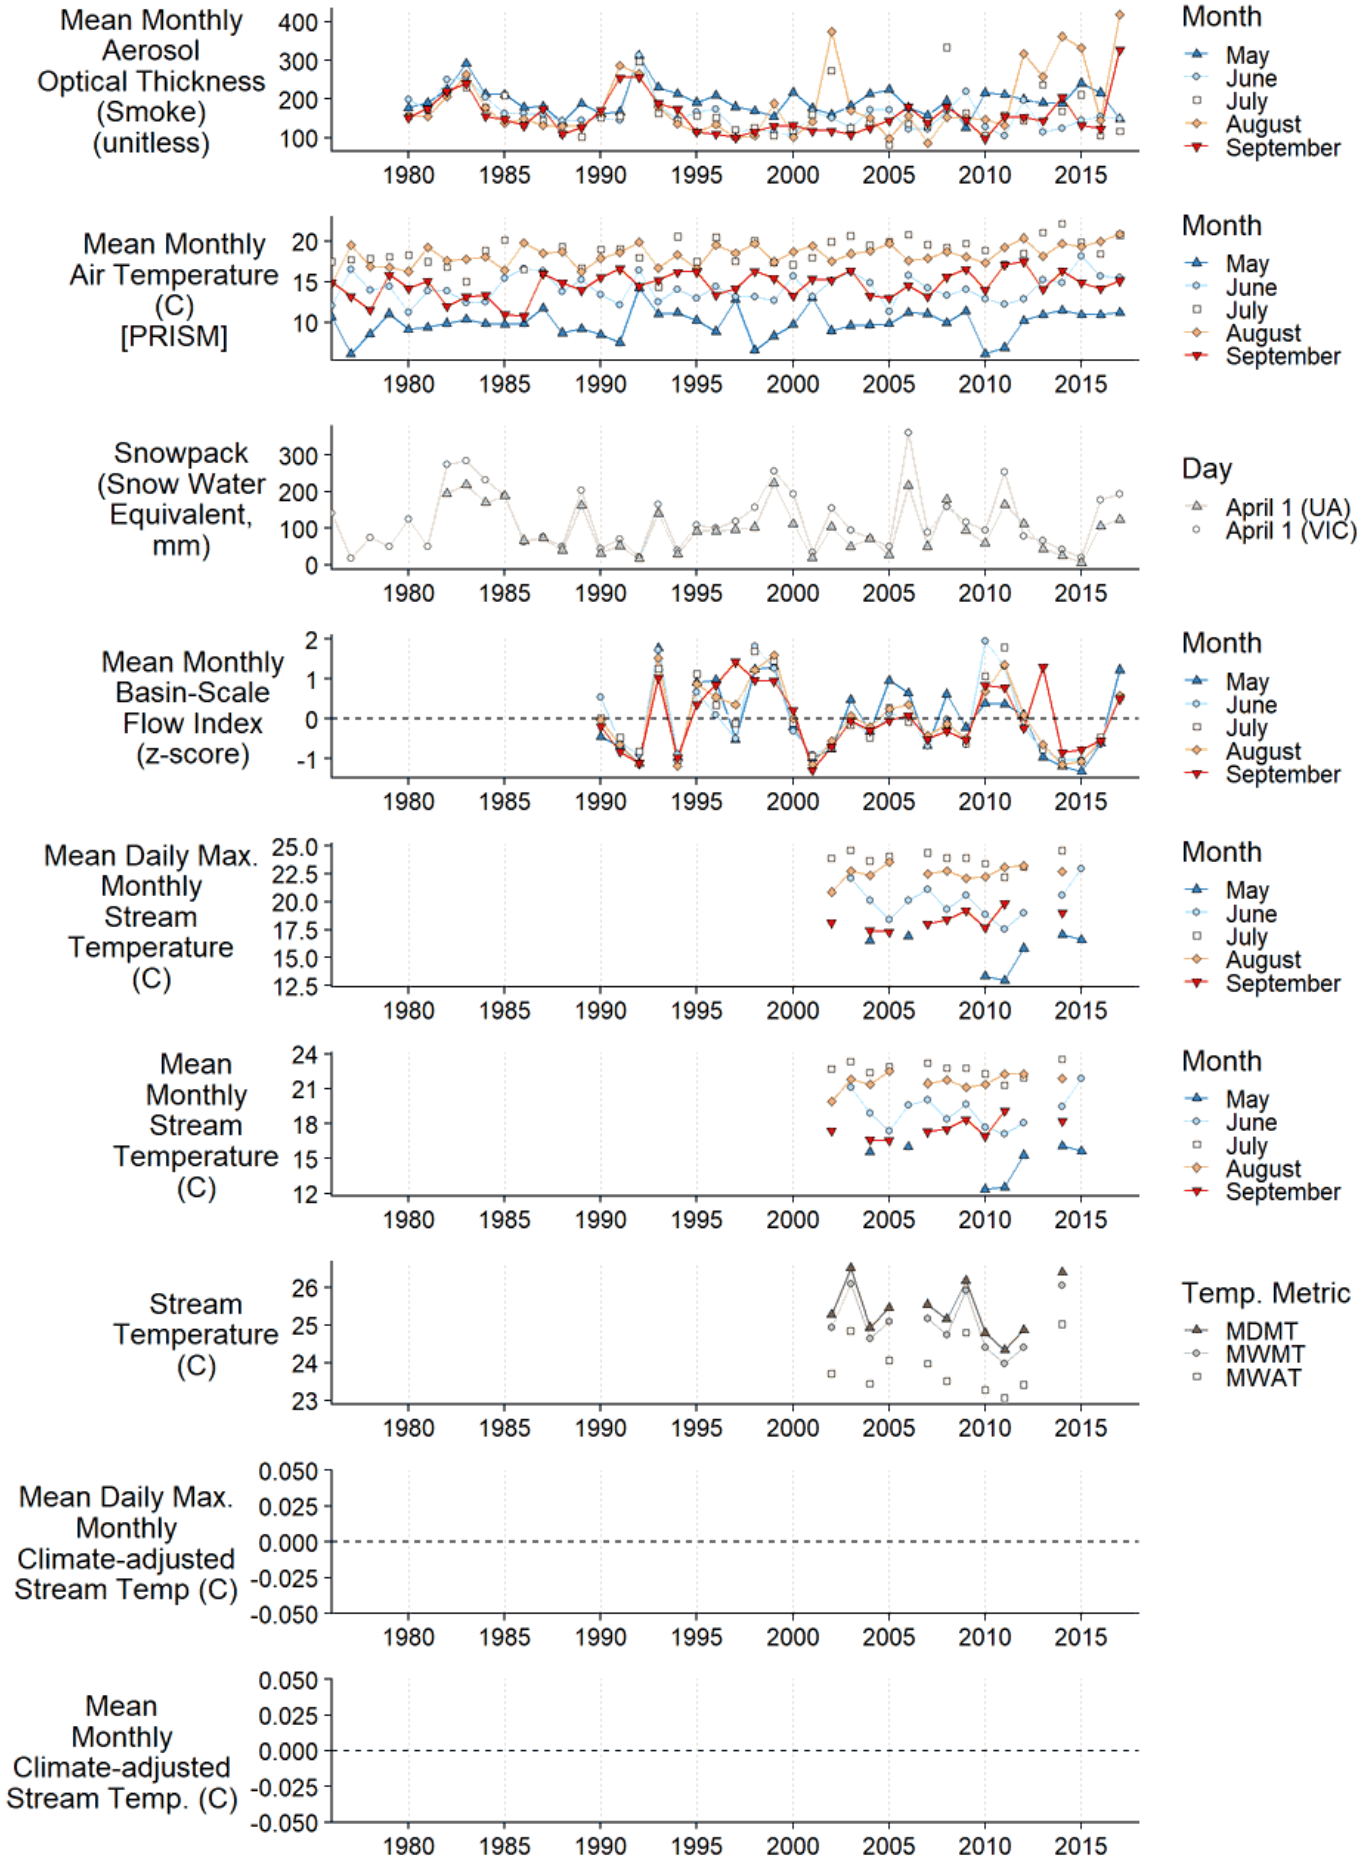 Mean Monthly
Aerosol
Optical Thickness
(Smoke)
(unitless)
400
300
200
100
1980 1985 1990 1995 2000 2005 2010 2015
Month
May
June
July
August
September
Mean Monthly
Air Temperature
(C)
[PRISM]
20
15
10
1980 1985 1990 1995 2000 2005 2010 2015
Month
May
June
July
August
September
Snowpack
(Snow Water
Equivalent,
mm)
300
200
100
0
1980 1985 1990 1995 2000 2005 2010 2015
Day
April 1 (UA)
April 1 (VIC)
Mean Monthly
Basin-Scale
Flow Index
(z-score)
2
1
0
-1
1980 1985 1990 1995 2000 2005 2010 2015
Month
May
June
July
August
September
Mean Daily Max.
Monthly
Stream
Temperature
(C)
25.0
22.5
20.0
17.5
15.0
12.5
1980 1985 1990 1995 2000 2005 2010 2015
Month
May
June
July
August
September
Mean
Monthly
Stream
Temperature
(C)
24
21
18
15
12
1980 1985 1990 1995 2000 2005 2010 2015
Month
May
June
July
August
September
Stream
Temperature
(C)
26
25
24
23
1980 1985 1990 1995 2000 2005 2010 2015
Temp. Metric
MDMT
MWMT
MWAT
Mean Daily Max.
Monthly
Climate-adjusted
Stream Temp (C)
0.050
0.025
0.000
-0.025
-0.050
1980 1985 1990 1995 2000 2005 2010 2015
Mean
Monthly
Climate-adjusted
Stream Temp. (C)
0.050
0.025
0.000
-0.025
-0.050
1980 1985 1990 1995 2000 2005 2010 2015